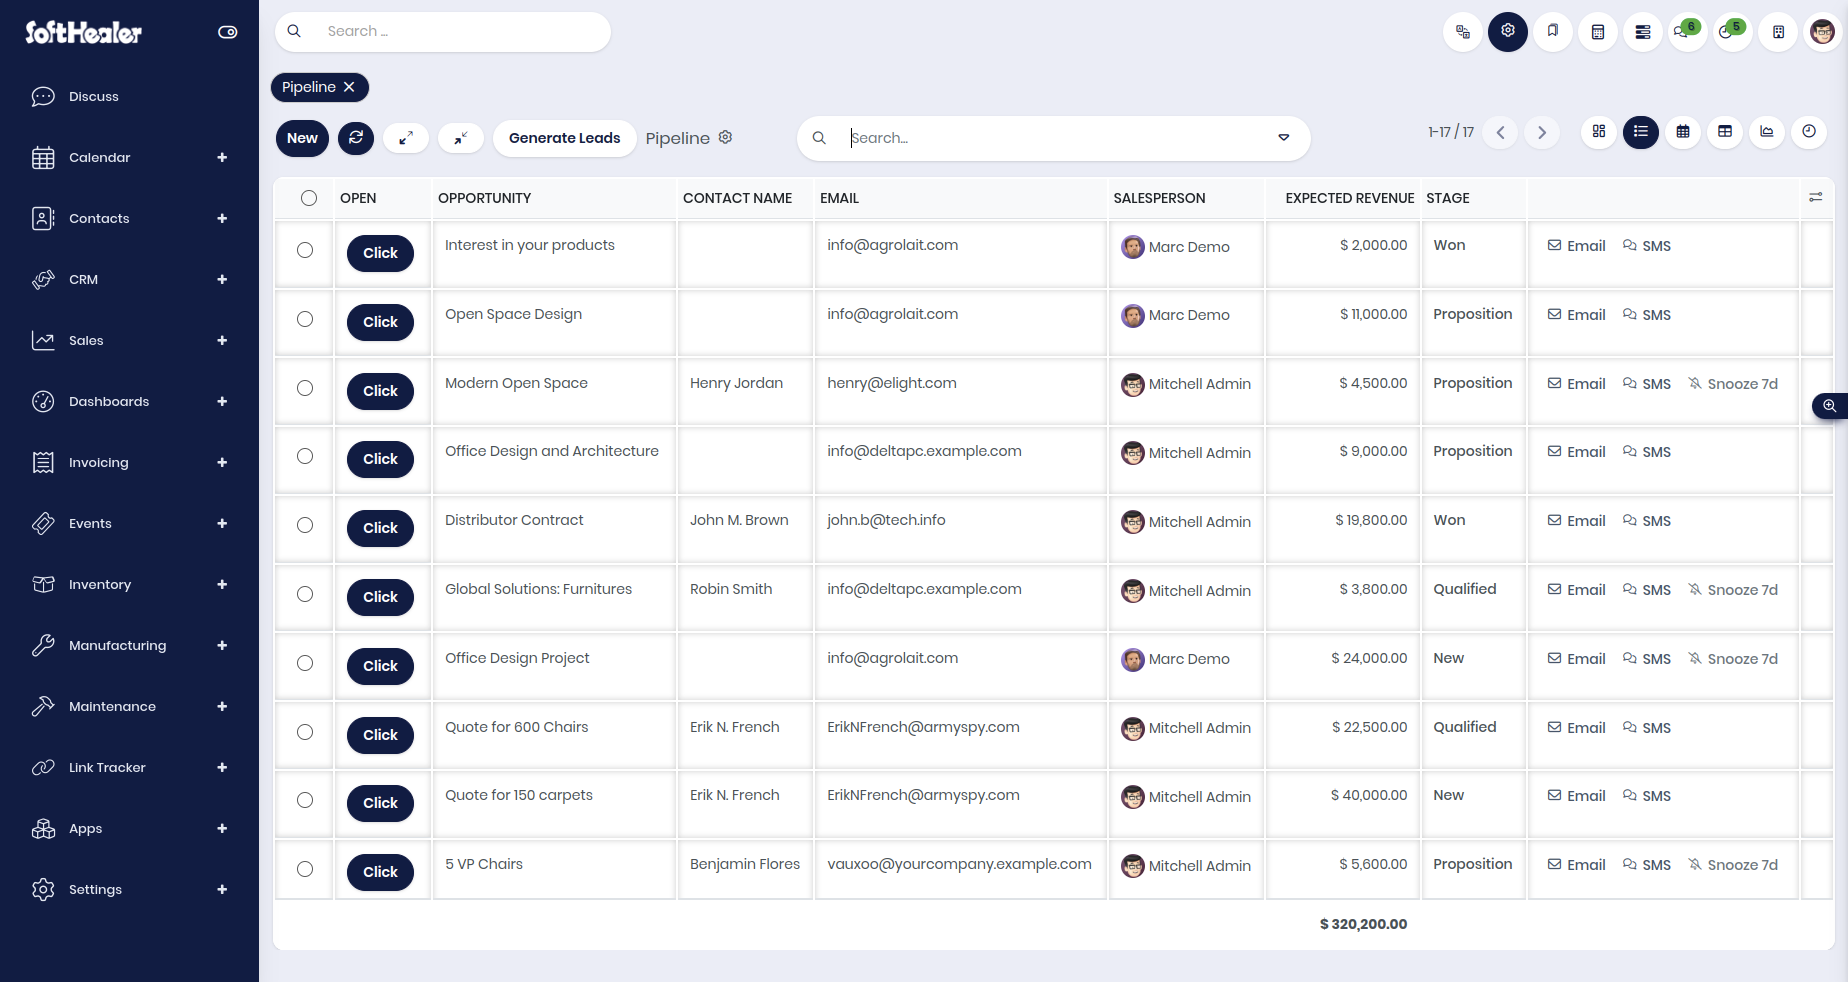 SoftHealer
Search ...
6
5
Discuss
Calendar
Contacts
CRM
Sales
Dashboards
Invoicing
Events
Inventory
Manufacturing
Maintenance
Link Tracker
Apps
Settings
Pipeline
New
Generate Leads
Pipeline
Search...
1-17 / 17
OPEN OPPORTUNITY CONTACT NAME EMAIL SALESPERSON EXPECTED REVENUE STAGE
Click Interest in your products info@agrolait.com Marc Demo $ 2,000.00 Won Email SMS
Click Open Space Design info@agrolait.com Marc Demo $ 11,000.00 Proposition Email SMS
Click Modern Open Space Henry Jordan henry@elight.com Mitchell Admin $ 4,500.00 Proposition Email SMS Snooze 7d
Click Office Design and Architecture info@deltapc.example.com Mitchell Admin $ 9,000.00 Proposition Email SMS
Click Distributor Contract John M. Brown john.b@tech.info Mitchell Admin $ 19,800.00 Won Email SMS
Click Global Solutions: Furnitures Robin Smith info@deltapc.example.com Mitchell Admin $ 3,800.00 Qualified Email SMS Snooze 7d
Click Office Design Project info@agrolait.com Marc Demo $ 24,000.00 New Email SMS Snooze 7d
Click Quote for 600 Chairs Erik N. French ErikNFrench@armyspy.com Mitchell Admin $ 22,500.00 Qualified Email SMS
Click Quote for 150 carpets Erik N. French ErikNFrench@armyspy.com Mitchell Admin $ 40,000.00 New Email SMS
Click 5 VP Chairs Benjamin Flores vauxoo@yourcompany.example.com Mitchell Admin $ 5,600.00 Proposition Email SMS Snooze 7d
$ 320,200.00